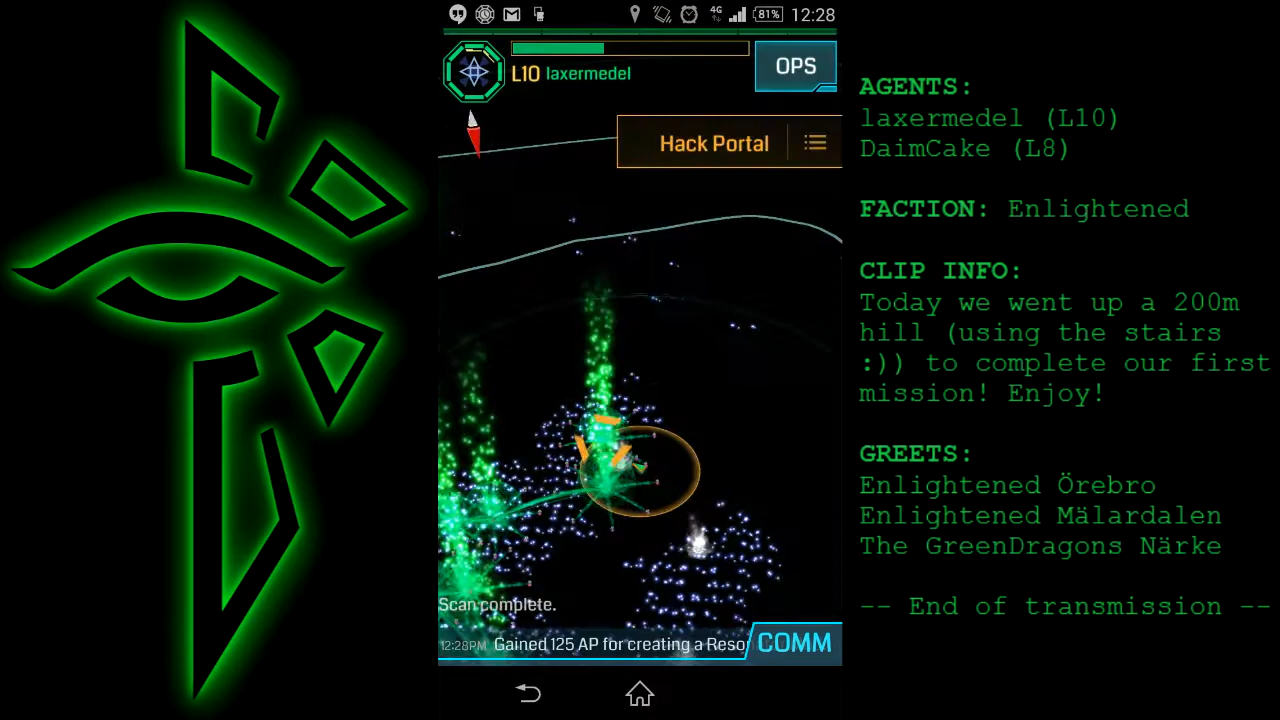 4G 81% 12:28
L10 laxermedel
OPS
Hack Portal
Scan complete.
12:28PM Gained 125 AP for creating a Reso
COMM
AGENTS:
laxermedel (L10)
DaimCake (L8)
FACTION: Enlightened
CLIP INFO:
Today we went up a 200m
hill (using the stairs
:)) to complete our first
mission! Enjoy!
GREETS:
Enlightened Örebro
Enlightened Mälardalen
The GreenDragons Närke
-- End of transmission --